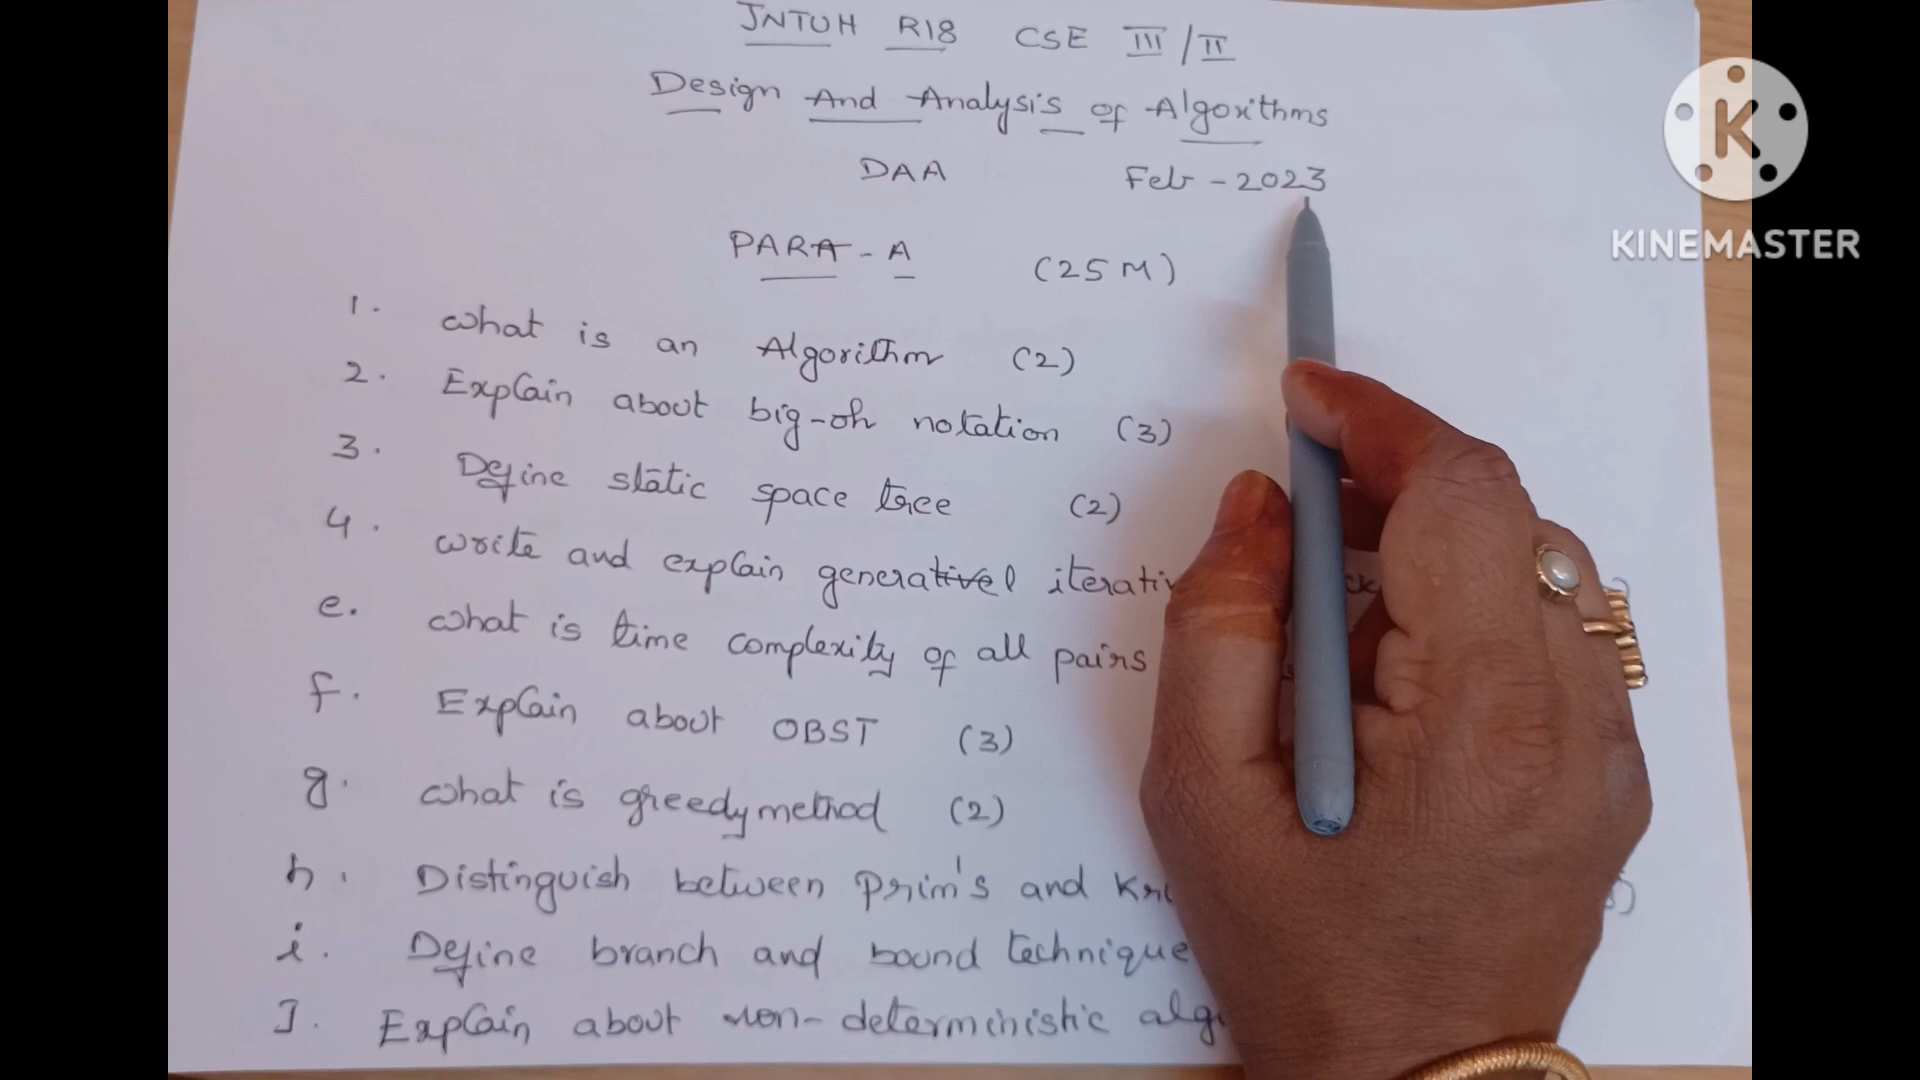 JNTUH R18 CSE III/II
Design And Analysis of Algorithms
DAA Feb-2023
PARA-A (25M)
1. What is an Algorithm (2)
2. Explain about big-oh notation (3)
3. Define static space tree (2)
4. write and explain general iterativ
e. what is time complexity of all pairs
f. Explain about OBST (3)
g. what is greedy method (2)
h. Distinguish between prim's and
i. Define branch and bound technique
J. Explain about non-deterministic
K
KINEMASTER